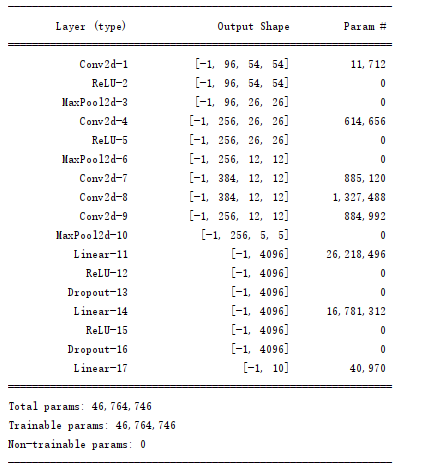 Layer (type) Output Shape Param #
Conv2d-1 [-1, 96, 54, 54] 11,712
ReLU-2 [-1, 96, 54, 54] 0
MaxPool2d-3 [-1, 96, 26, 26] 0
Conv2d-4 [-1, 256, 26, 26] 614,656
ReLU-5 [-1, 256, 26, 26] 0
MaxPool2d-6 [-1, 256, 12, 12] 0
Conv2d-7 [-1, 384, 12, 12] 885,120
Conv2d-8 [-1, 384, 12, 12] 1,327,488
Conv2d-9 [-1, 256, 12, 12] 884,992
MaxPool2d-10 [-1, 256, 5, 5] 0
Linear-11 [-1, 4096] 26,218,496
ReLU-12 [-1, 4096] 0
Dropout-13 [-1, 4096] 0
Linear-14 [-1, 4096] 16,781,312
ReLU-15 [-1, 4096] 0
Dropout-16 [-1, 4096] 0
Linear-17 [-1, 10] 40,970
Total params: 46,764,746
Trainable params: 46,764,746
Non-trainable params: 0